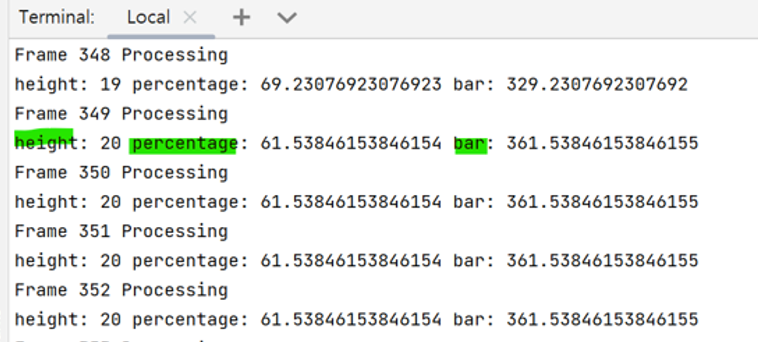 Terminal: Local
Frame 348 Processing
height: 19 percentage: 69.23076923076923 bar: 329.2307692307692
Frame 349 Processing
height: 20 percentage: 61.53846153846154 bar: 361.53846153846155
Frame 350 Processing
height: 20 percentage: 61.53846153846154 bar: 361.53846153846155
Frame 351 Processing
height: 20 percentage: 61.53846153846154 bar: 361.53846153846155
Frame 352 Processing
height: 20 percentage: 61.53846153846154 bar: 361.53846153846155